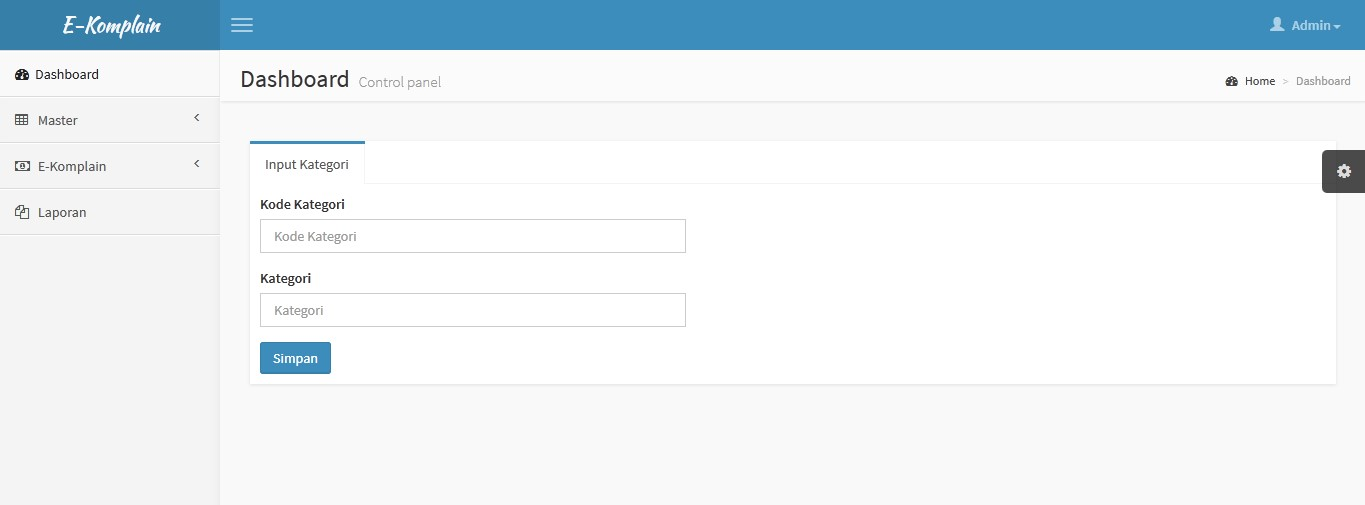 E-Komplain
Admin
Dashboard
Master
E-Komplain
Laporan
Dashboard Control panel
Home > Dashboard
Input Kategori
Kode Kategori
Kode Kategori
Kategori
Kategori
Simpan